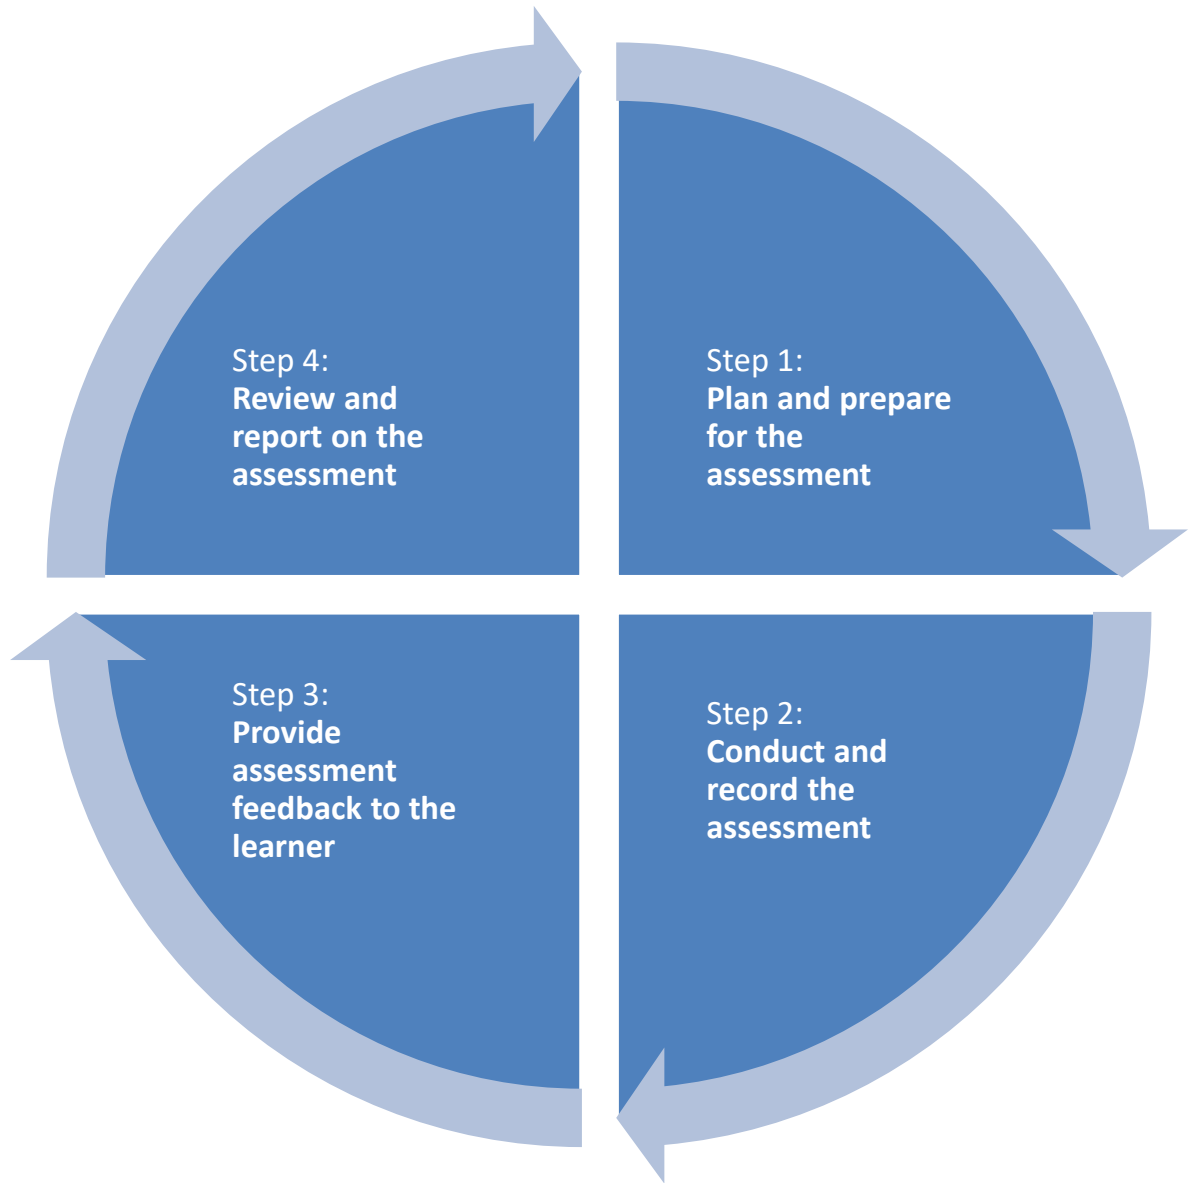 Step 4:
Review and
report on the
assessment
Step 1:
Plan and prepare
for the
assessment
Step 3:
Provide
assessment
feedback to the
learner
Step 2:
Conduct and
record the
assessment